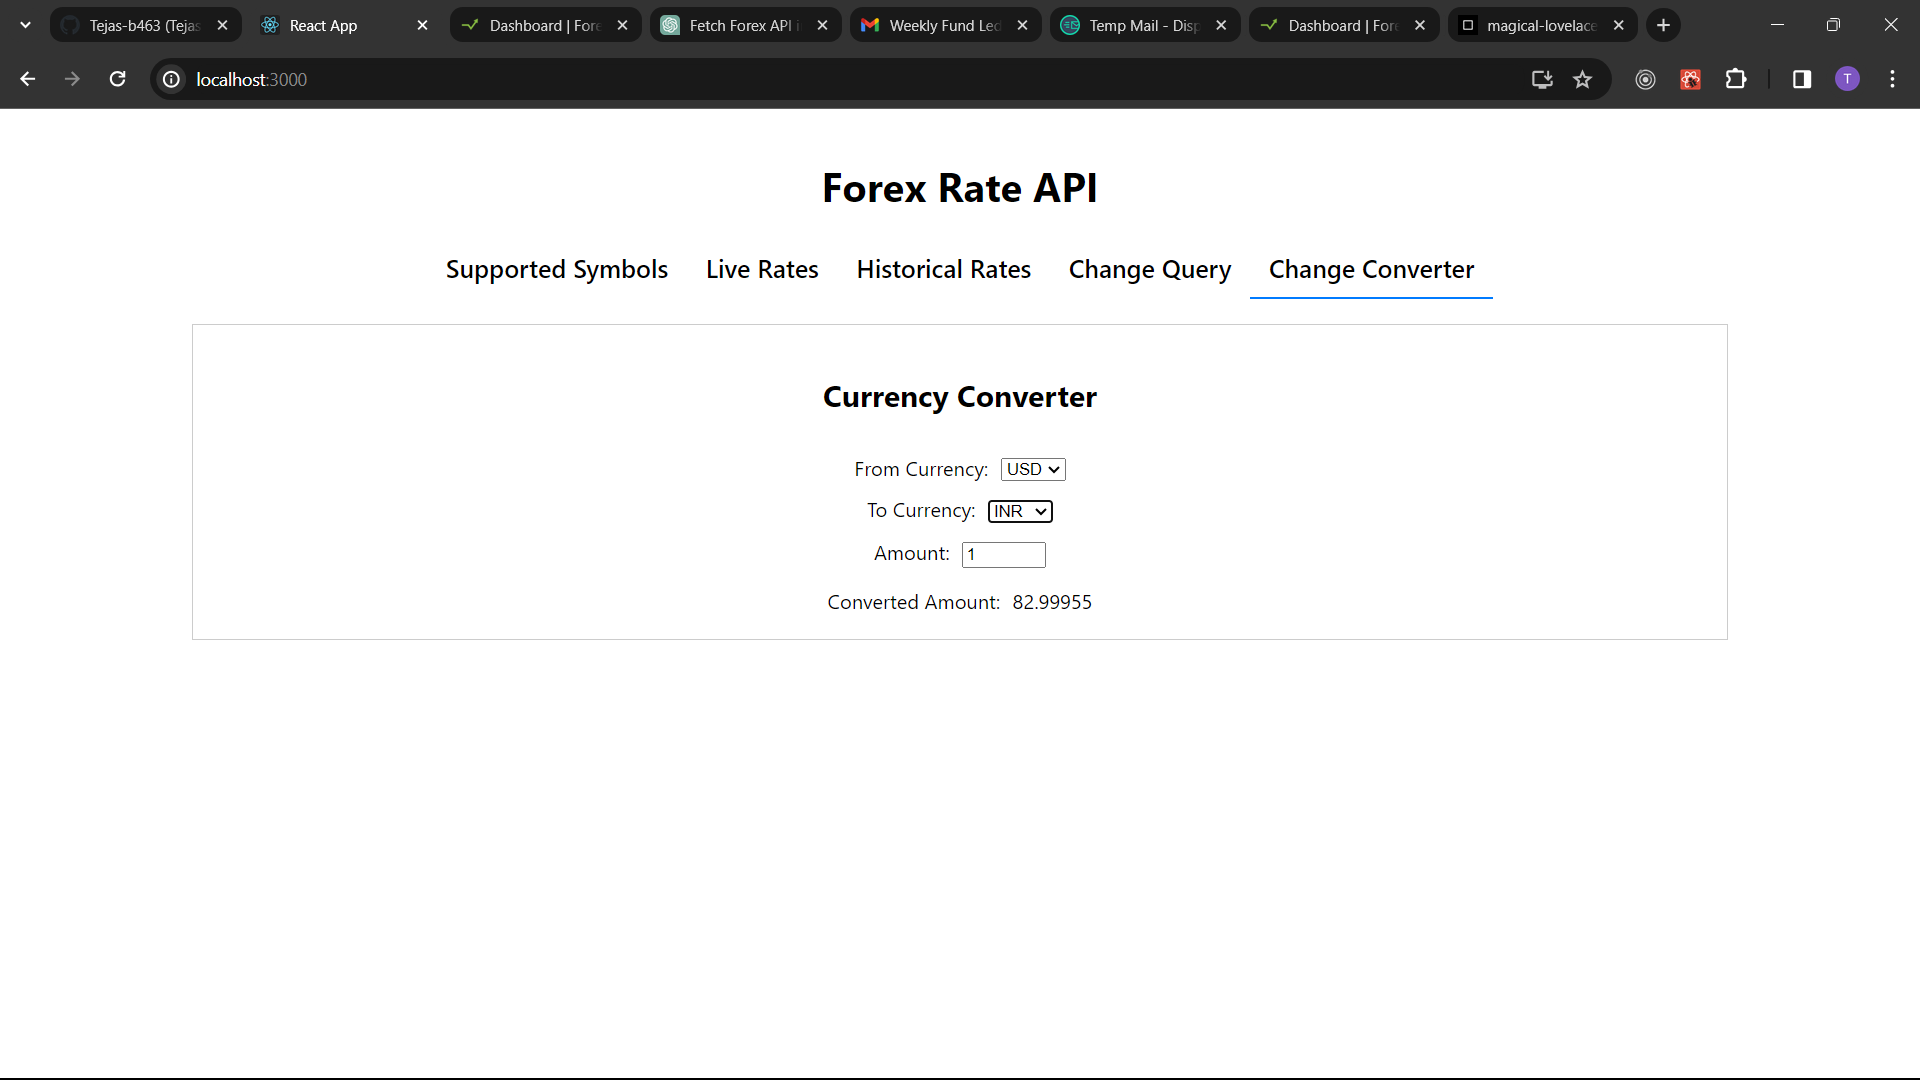 Tejas-b463 (Tejas
React App
Dashboard | Fore
Fetch Forex API i
Weekly Fund Led
Temp Mail - Disp
Dashboard | Fore
magical-lovelace
localhost:3000
T
Forex Rate API
Supported Symbols
Live Rates
Historical Rates
Change Query
Change Converter
Currency Converter
From Currency: USD
To Currency: INR
Amount: 1
Converted Amount: 82.99955